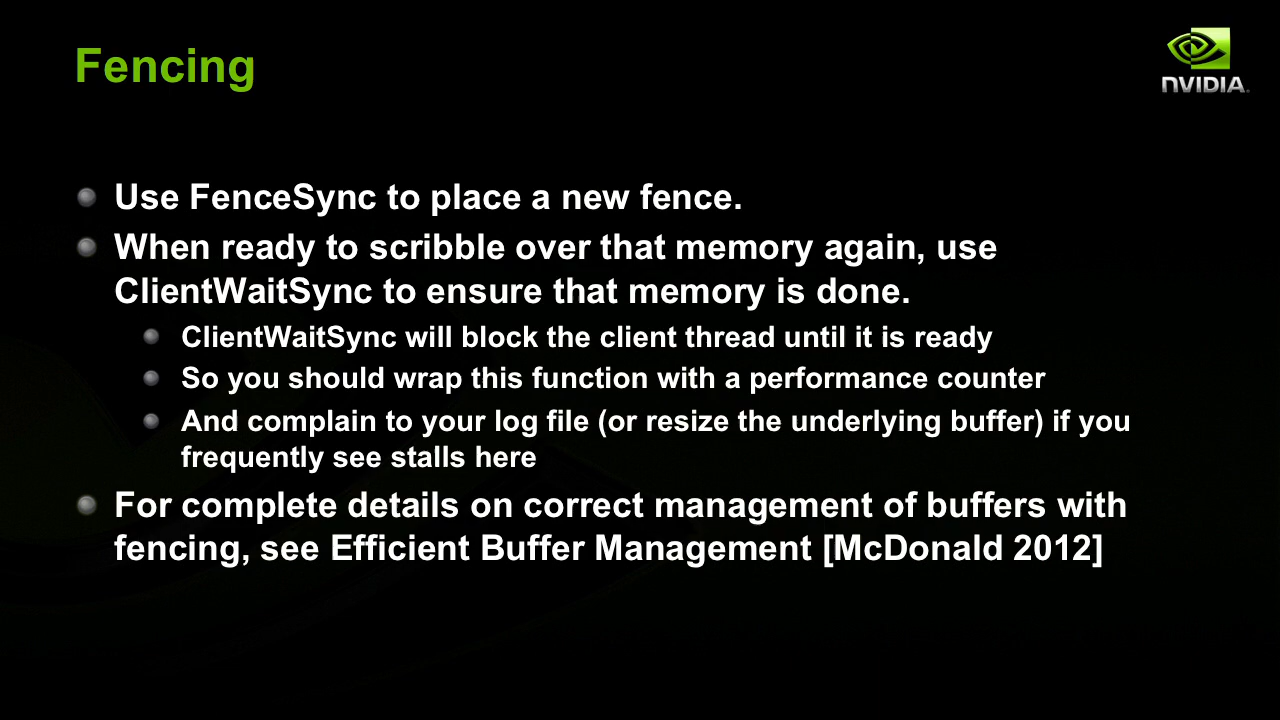 Fencing
NVIDIA.
Use FenceSync to place a new fence.
When ready to scribble over that memory again, use
ClientWaitSync to ensure that memory is done.
ClientWaitSync will block the client thread until it is ready
So you should wrap this function with a performance counter
And complain to your log file (or resize the underlying buffer) if you
frequently see stalls here
For complete details on correct management of buffers with
fencing, see Efficient Buffer Management [McDonald 2012]